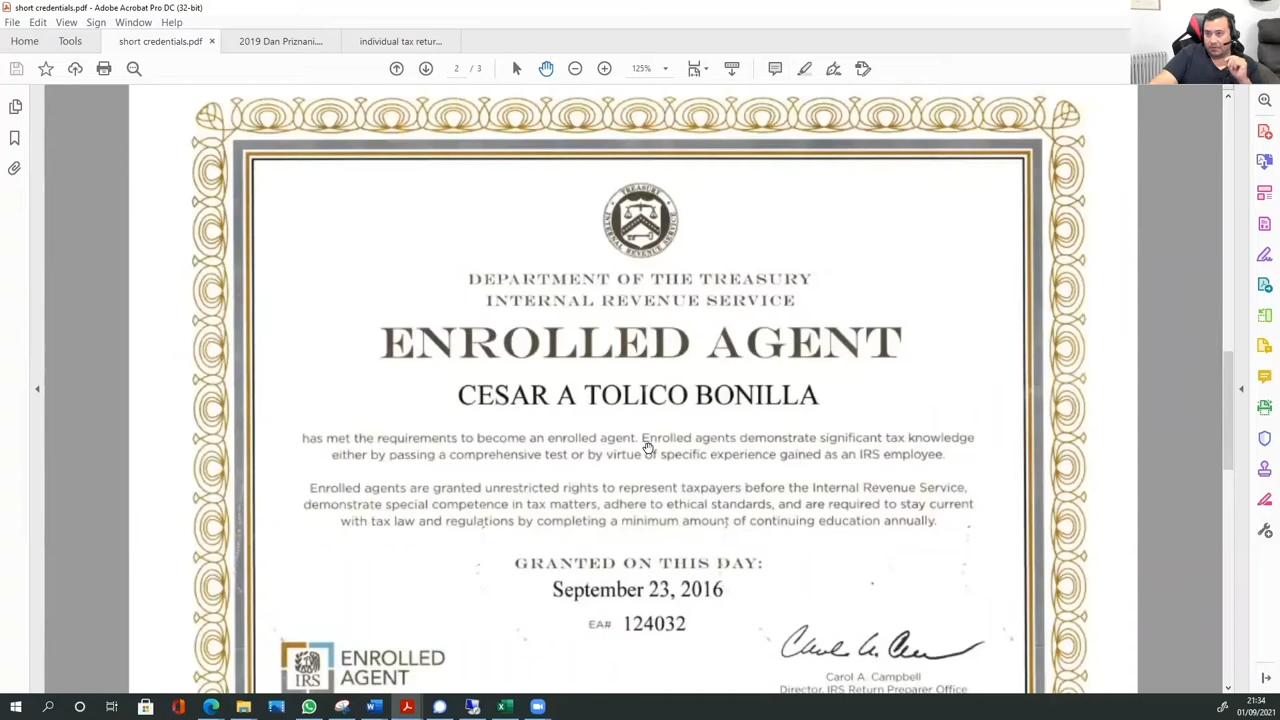 short credentials.pdf - Adobe Acrobat Pro DC (32-bit)
File Edit View Sign Window Help
Home Tools short credentials.pdf × 2019 Dan Priznani... individual tax retur...
2 / 3 125%
TREASURY
INTERNAL REVENUE SERVICE
DEPARTMENT OF THE TREASURY
INTERNAL REVENUE SERVICE
ENROLLED AGENT
CESAR A TOLICO BONILLA
has met the requirements to become an enrolled agent. Enrolled agents demonstrate significant tax knowledge
either by passing a comprehensive test or by virtue of specific experience gained as an IRS employee.
Enrolled agents are granted unrestricted rights to represent taxpayers before the Internal Revenue Service,
demonstrate special competence in tax matters, adhere to ethical standards, and are required to stay current
with tax law and regulations by completing a minimum amount of continuing education annually.
GRANTED ON THIS DAY:
September 23, 2016
EA# 124032
IRS
ENROLLED
AGENT
Carol A. Campbell
Director, IRS Return Preparer Office
21:34
01/09/2021